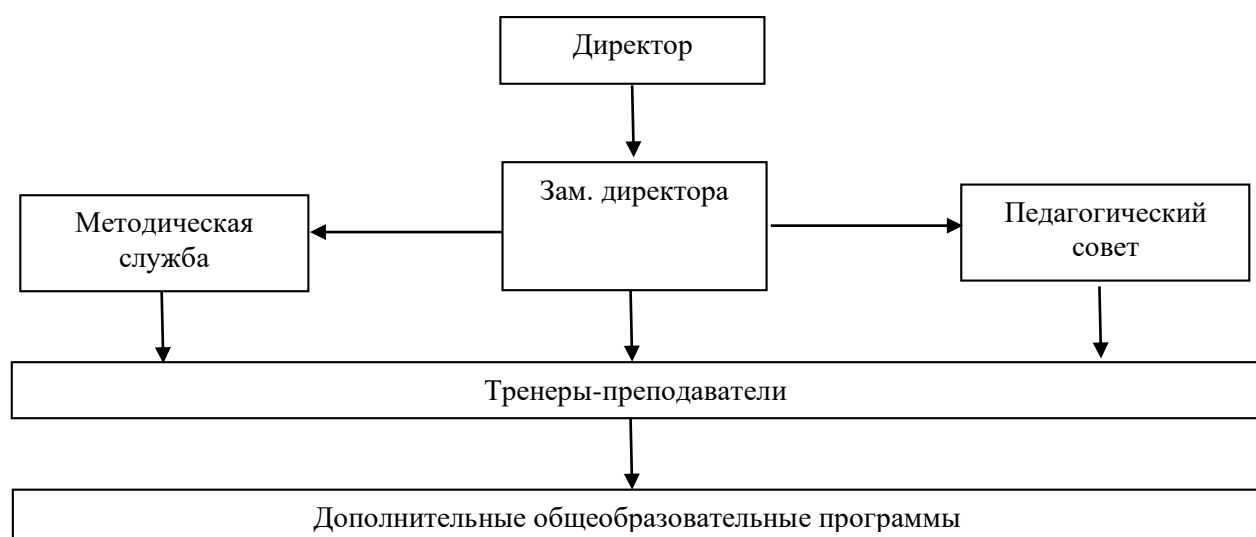 Директор
Зам. директора
Методическая
служба
Педагогический
совет
Тренеры-преподаватели
Дополнительные общеобразовательные программы